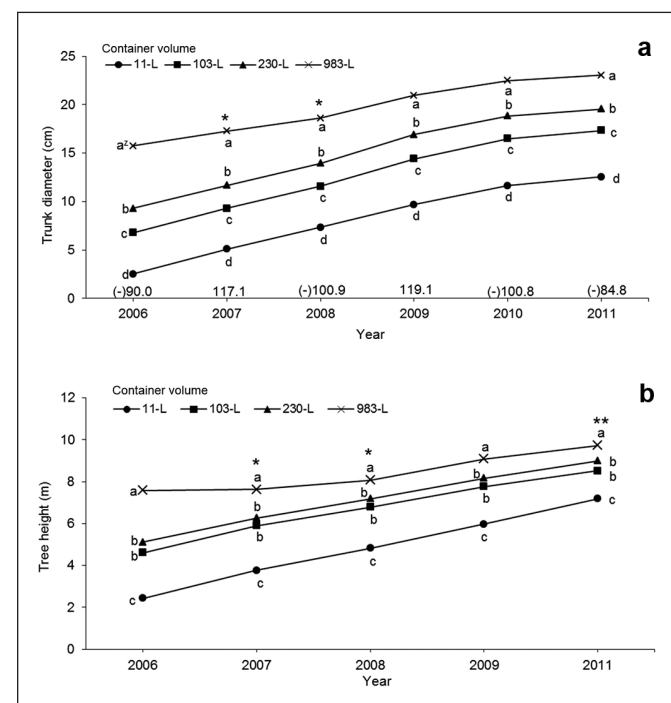 a
Container volume
11-L 103-L 230-L 983-L
25
20
15
10
5
0
Trunk diameter (cm)
* *
aᶻ a a a a a
b b b b b b
c c c c c c
d d d d d d
(-)90.0 117.1 (-)100.9 119.1 (-)100.8 (-)84.8
2006 2007 2008 2009 2010 2011
Year
b
Container volume
11-L 103-L 230-L 983-L
12
10
8
6
4
2
0
Tree height (m)
* * **
a a a a a
b b b b b
b b b b b
c c c c c
2006 2007 2008 2009 2011
Year